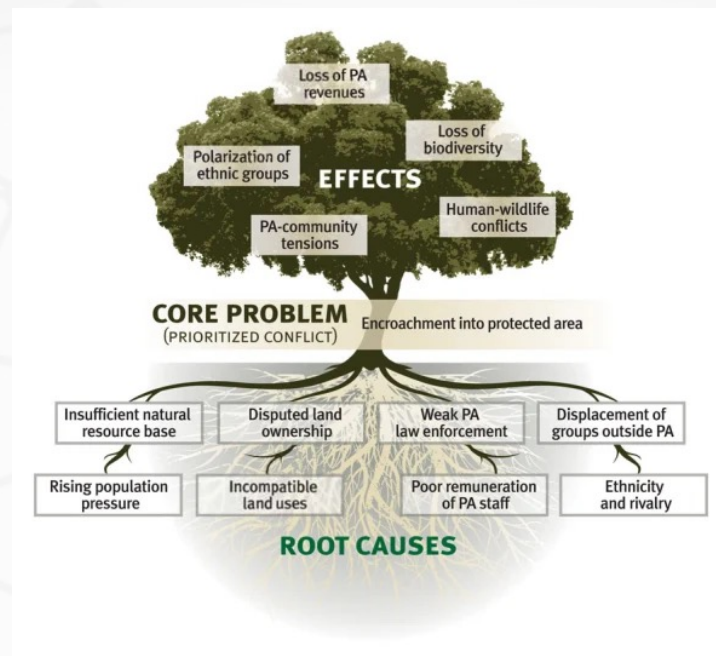 Loss of PA
revenues
Loss of
biodiversity
Polarization of
ethnic groups
EFFECTS
Human-wildlife
conflicts
PA-community
tensions
CORE PROBLEM
(PRIORITIZED CONFLICT)
Encroachment into protected area
Insufficient natural
resource base
Disputed land
ownership
Weak PA
law enforcement
Displacement of
groups outside PA
Rising population
pressure
Incompatible
land uses
Poor remuneration
of PA staff
Ethnicity
and rivalry
ROOT CAUSES